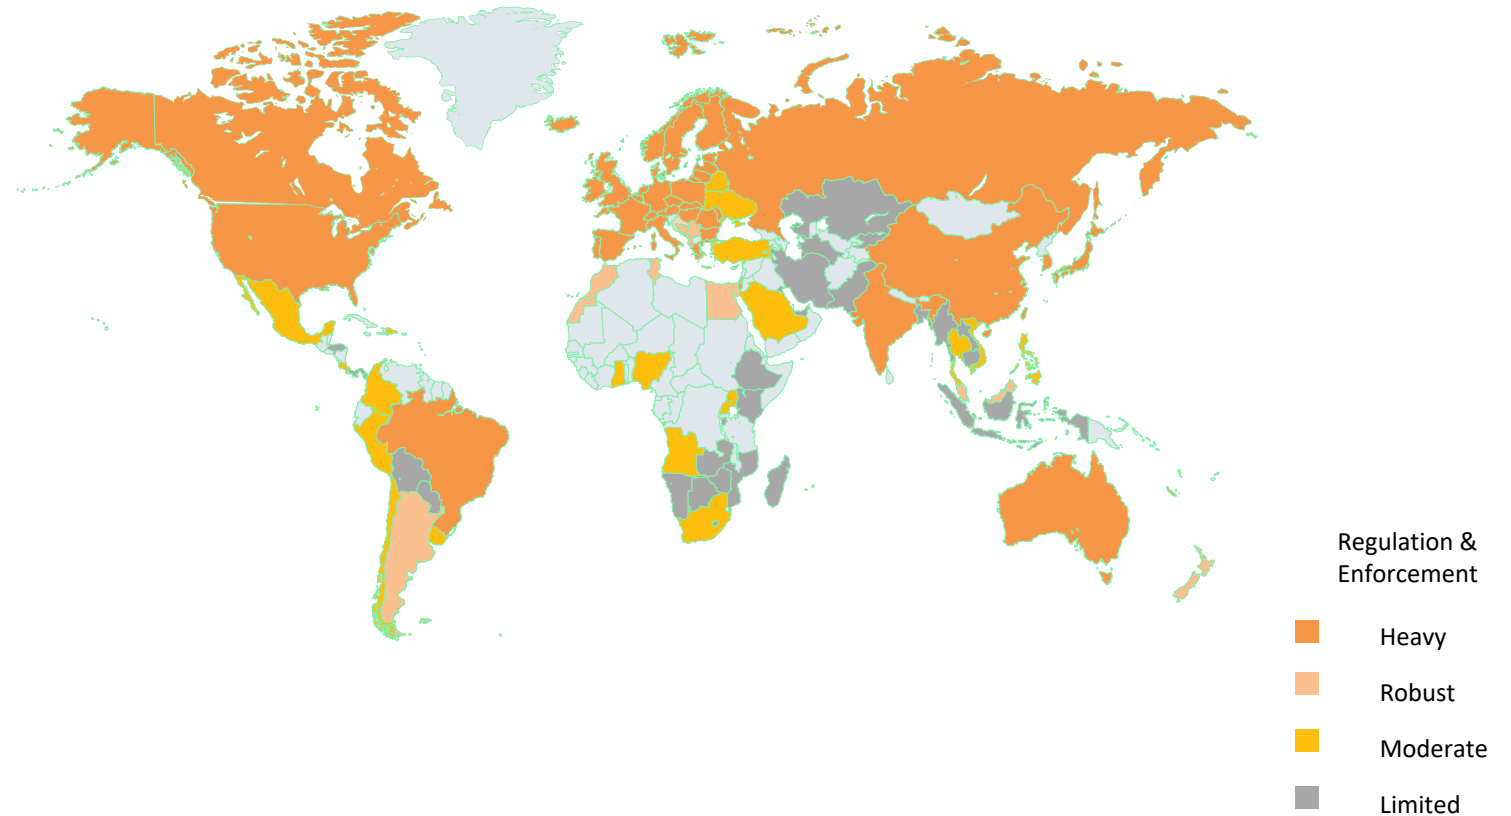 Regulation &
Enforcement
Heavy
Robust
Moderate
Limited